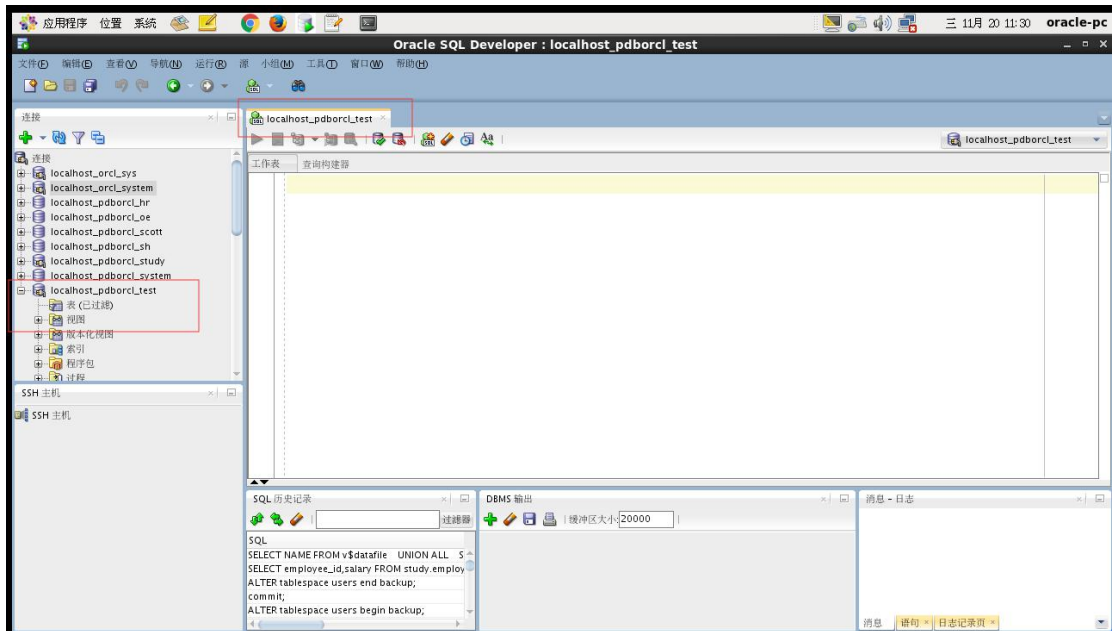 应用程序 位置 系统 三 11月 20 11:30 oracle-pc
Oracle SQL Developer : localhost_pdborcl_test
文件(F) 编辑(E) 查看(V) 导航(N) 运行(R) 源 小组(M) 工具(T) 窗口(W) 帮助(H)
连接
连接
localhost_orcl_sys
localhost_orcl_system
localhost_pdborcl_hr
localhost_pdborcl_oe
localhost_pdborcl_scott
localhost_pdborcl_sh
localhost_pdborcl_study
localhost_pdborcl_system
localhost_pdborcl_test
表 (已过滤)
视图
版本化视图
索引
程序包
过程
SSH 主机
SSH 主机
localhost_pdborcl_test
localhost_pdborcl_test
工作表 查询构建器
SQL 历史记录
过滤器
SQL
SELECT NAME FROM v$datafile UNION ALL S
SELECT employee_id,salary FROM study.employ
ALTER tablespace users end backup;
commit;
ALTER tablespace users begin backup;
DBMS 输出
缓冲区大小: 20000
消息 - 日志
消息 语句 日志记录页